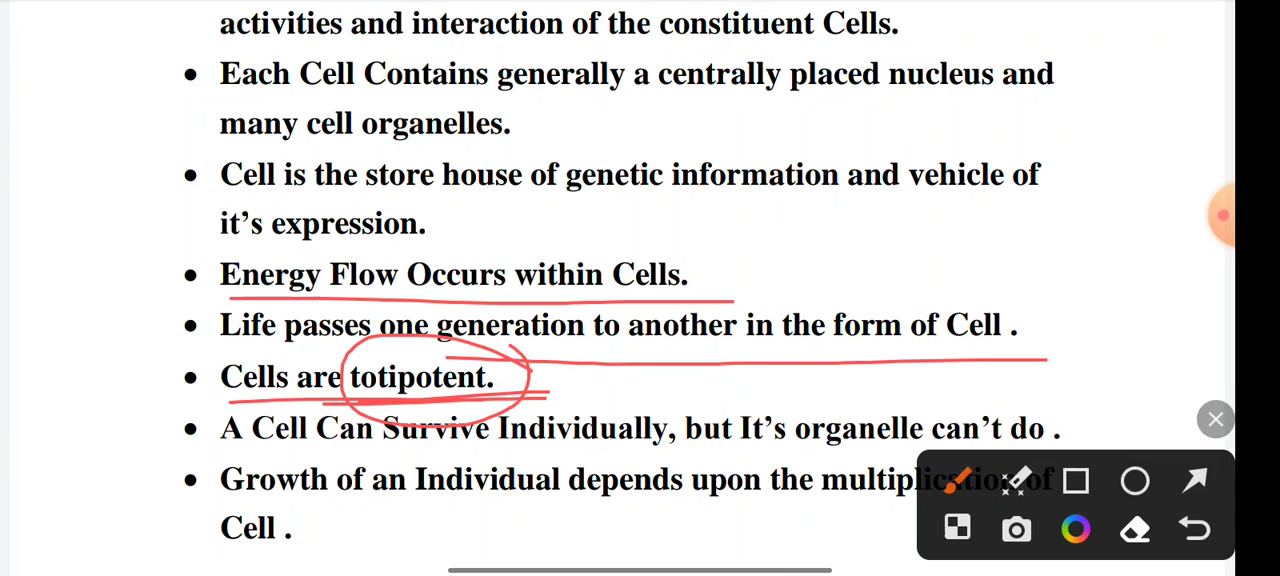 activities and interaction of the constituent Cells.
• Each Cell Contains generally a centrally placed nucleus and
many cell organelles.
• Cell is the store house of genetic information and vehicle of
it’s expression.
• Energy Flow Occurs within Cells.
• Life passes one generation to another in the form of Cell .
• Cells are totipotent.
• A Cell Can Survive Individually, but It’s organelle can’t do .
• Growth of an Individual depends upon the multiplication of
Cell .